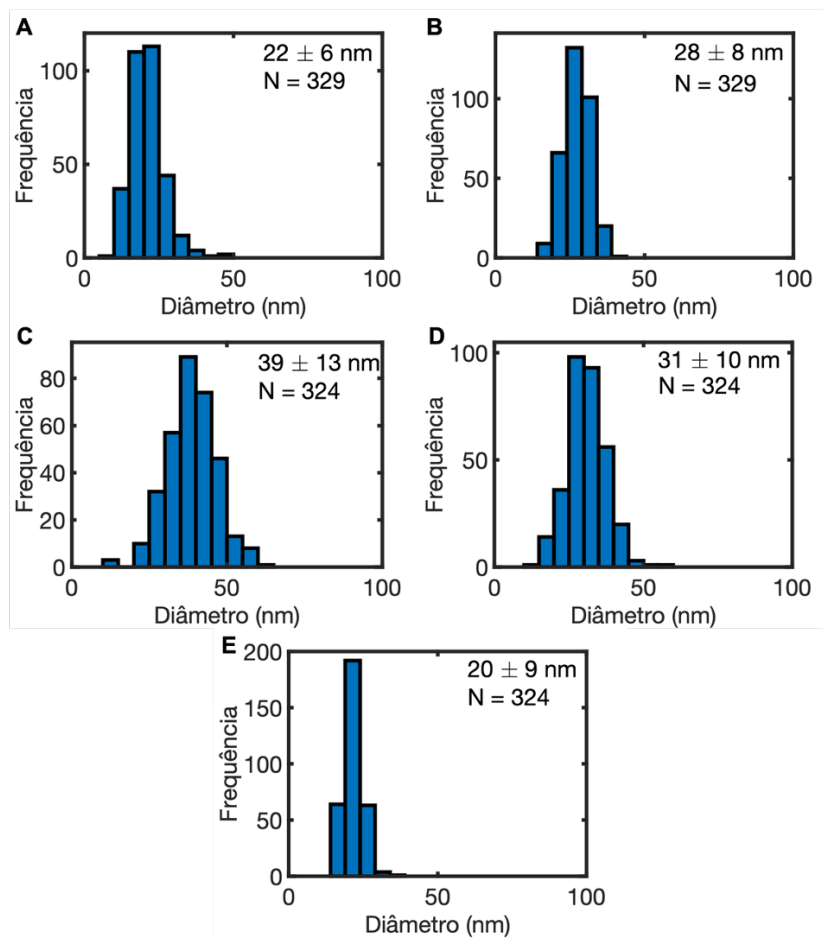 A
22 ± 6 nm
N = 329
Frequência
100
50
0
0
50
100
Diâmetro (nm)
B
28 ± 8 nm
N = 329
Frequência
100
50
0
0
50
100
Diâmetro (nm)
C
39 ± 13 nm
N = 324
Frequência
80
60
40
20
0
0
50
100
Diâmetro (nm)
D
31 ± 10 nm
N = 324
Frequência
100
50
0
0
50
100
Diâmetro (nm)
E
20 ± 9 nm
N = 324
Frequência
200
150
100
50
0
0
50
100
Diâmetro (nm)